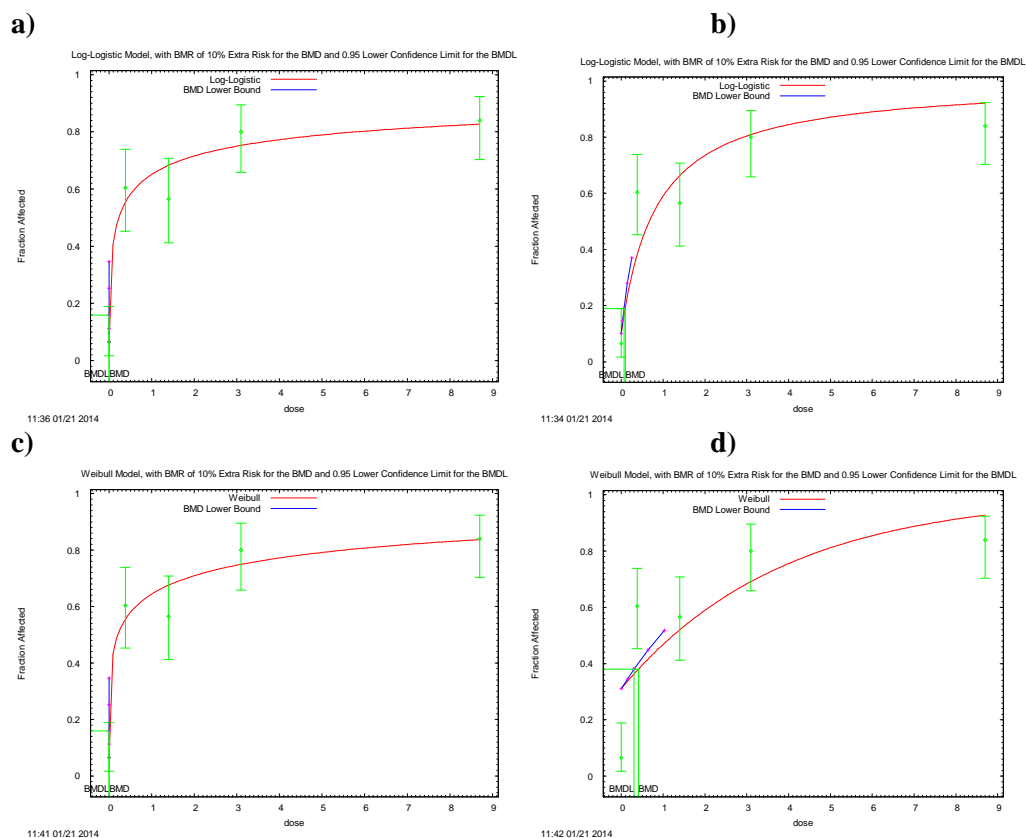 a)
Log-Logistic Model, with BMR of 10% Extra Risk for the BMD and 0.95 Lower Confidence Limit for the BMDL
Log-Logistic
BMD Lower Bound
Fraction Affected
1
0.8
0.6
0.4
0.2
0
BMDL BMD
0 1 2 3 4 5 6 7 8 9
dose
11:36 01/21 2014
b)
Log-Logistic Model, with BMR of 10% Extra Risk for the BMD and 0.95 Lower Confidence Limit for the BMDL
Log-Logistic
BMD Lower Bound
Fraction Affected
1
0.8
0.6
0.4
0.2
0
BMDL BMD
0 1 2 3 4 5 6 7 8 9
dose
11:34 01/21 2014
c)
Weibull Model, with BMR of 10% Extra Risk for the BMD and 0.95 Lower Confidence Limit for the BMDL
Weibull
BMD Lower Bound
Fraction Affected
1
0.8
0.6
0.4
0.2
0
BMDL BMD
0 1 2 3 4 5 6 7 8 9
dose
11:41 01/21 2014
d)
Weibull Model, with BMR of 10% Extra Risk for the BMD and 0.95 Lower Confidence Limit for the BMDL
Weibull
BMD Lower Bound
Fraction Affected
1
0.8
0.6
0.4
0.2
0
BMDL BMD
0 1 2 3 4 5 6 7 8 9
dose
11:42 01/21 2014